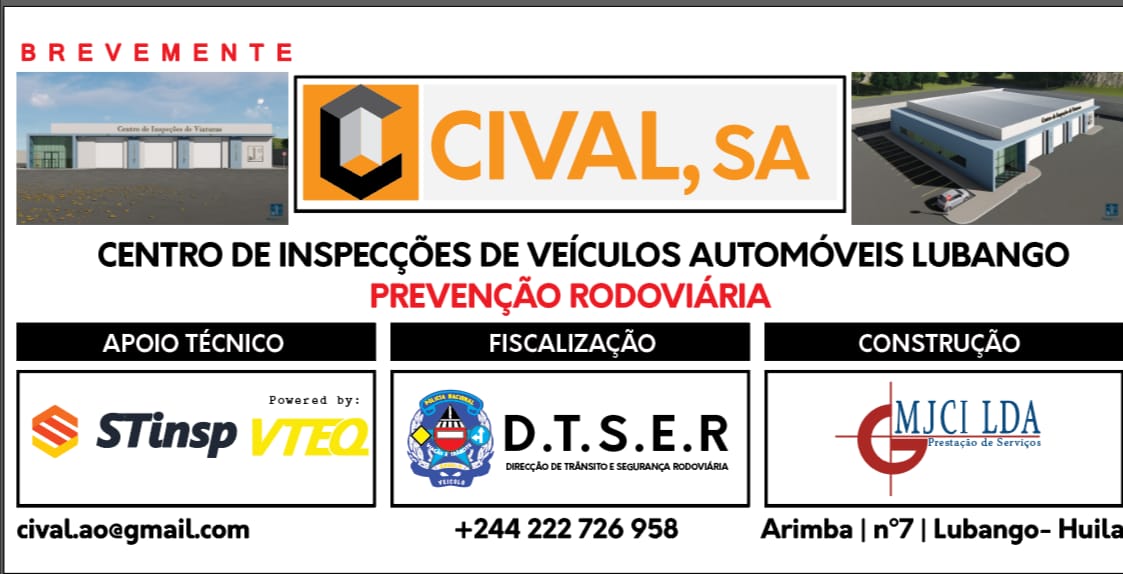 BREVEMENTE
Centro de Inspeções de Viaturas
CIVAL, SA
CENTRO DE INSPECÇÕES DE VEÍCULOS AUTOMÓVEIS LUBANGO
PREVENÇÃO RODOVIÁRIA
APOIO TÉCNICO
FISCALIZAÇÃO
CONSTRUÇÃO
Powered by:
STinsp VTEQ
POLICIA NACIONAL
D.T.S.E.R
DIRECÇÃO DE TRÂNSITO E SEGURANÇA RODOVIÁRIA
G MJCI LDA
Prestação de Serviços
cival.ao@gmail.com
+244 222 726 958
Arimba | nº7 | Lubango- Huila